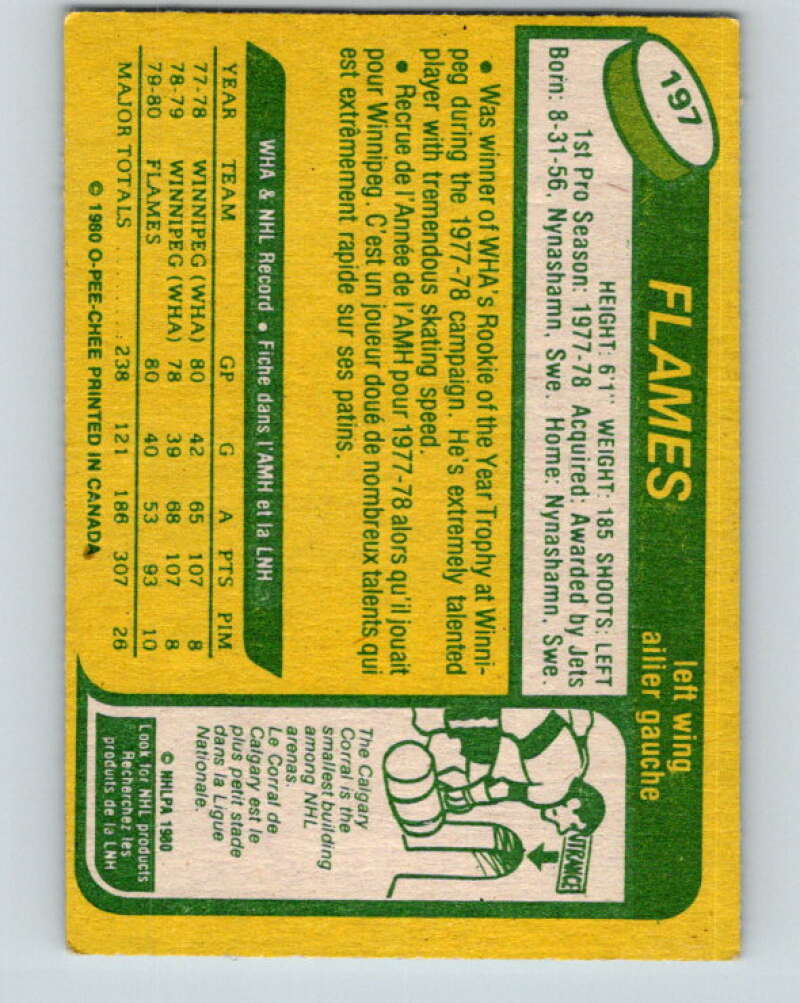 197
FLAMES
left wing
ailier gauche
HEIGHT: 6'1" WEIGHT: 185 SHOOTS: LEFT
1st Pro Season: 1977-78 Acquired: Awarded by Jets
Born: 8-31-56, Nynashamn, Swe. Home: Nynashamn, Swe.
• Was winner of WHA's Rookie of the Year Trophy at Winni-
peg during the 1977-78 campaign. He's extremely talented
player with tremendous skating speed.
• Recrue de l'Année de l'AMH pour 1977-78 alors qu'il jouait
pour Winnipeg. C'est un joueur doué de nombreux talents qui
est extrêmement rapide sur ses patins.
WHA & NHL Record • Fiche dans l'AMH et la LNH
YEAR TEAM GP G A PTS PIM
77-78 WINNIPEG (WHA) 80 42 65 107 8
78-79 WINNIPEG (WHA) 78 39 68 107 8
79-80 FLAMES 80 40 53 93 10
MAJOR TOTALS ........ 238 121 186 307 26
© 1980 O-PEE-CHEE PRINTED IN CANADA
ENTRANCE
The Calgary
Corral is the
smallest building
among NHL
arenas.
Le Corral de
Calgary est le
plus petit stade
dans la Ligue
Nationale.
© NHLPA 1980
Look for NHL products
Recherchez les
produits de la LNH